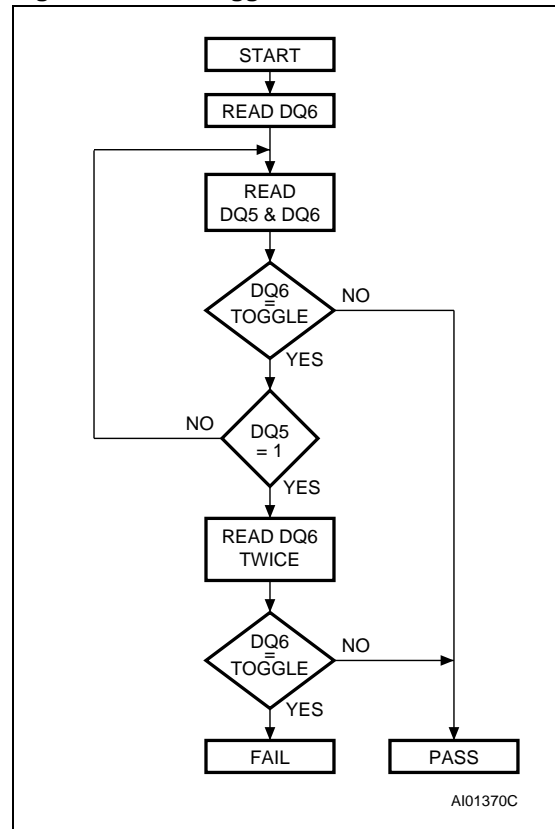 START
READ DQ6
READ
DQ5 & DQ6
DQ6
=
TOGGLE
NO
YES
NO
DQ5
= 1
YES
READ DQ6
TWICE
DQ6
=
TOGGLE
NO
YES
FAIL
PASS
AI01370C